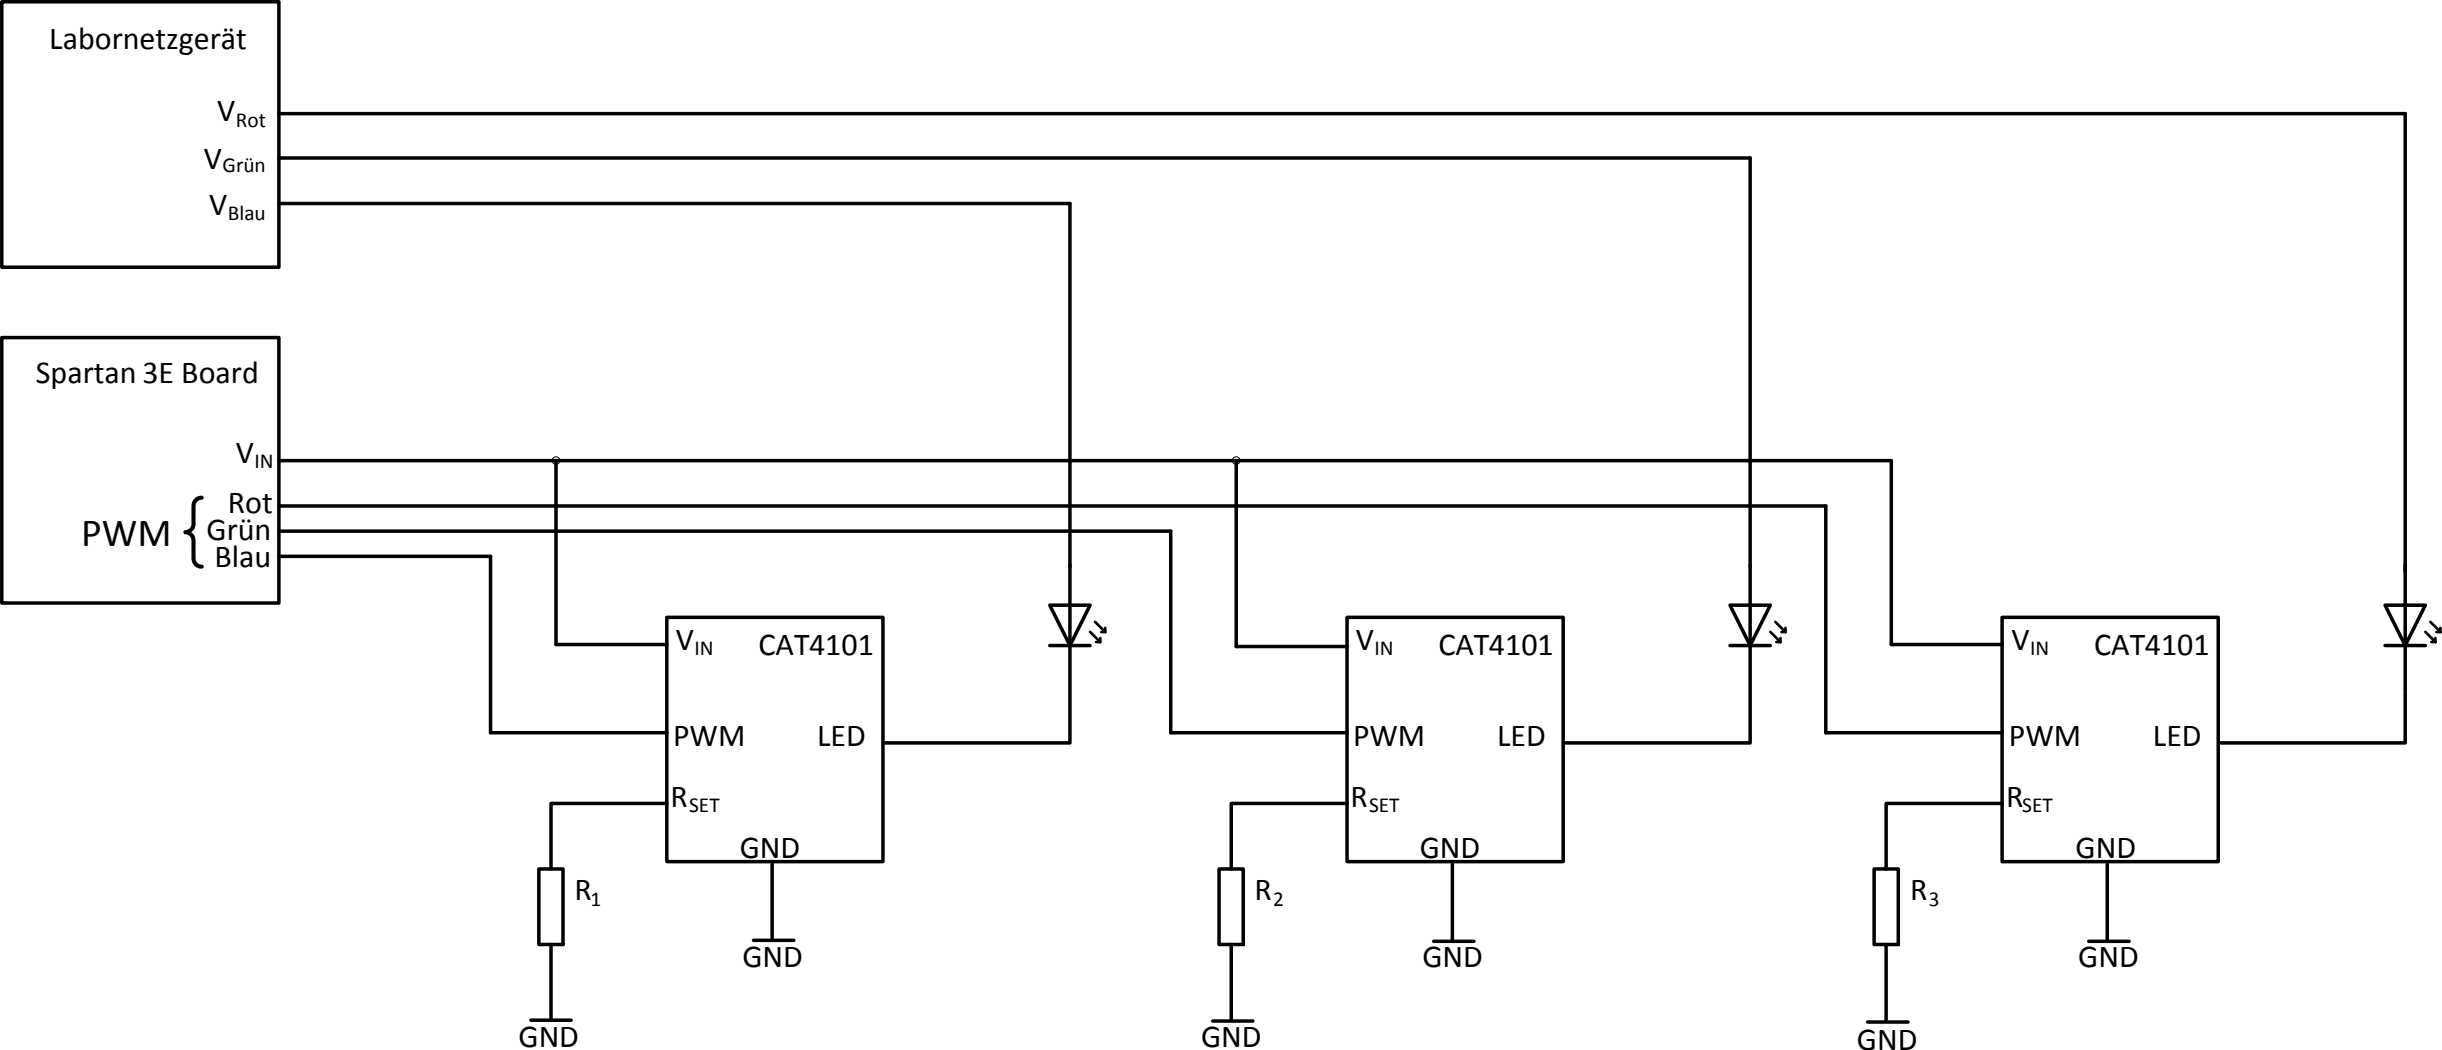 Labornetzgerät
VRot
VGrün
VBlau
Spartan 3E Board
VIN
PWM { Rot
Grün
Blau
VIN CAT4101
PWM LED
RSET
GND
R1
GND
GND
VIN CAT4101
PWM LED
RSET
GND
R2
GND
GND
VIN CAT4101
PWM LED
RSET
GND
R3
GND
GND